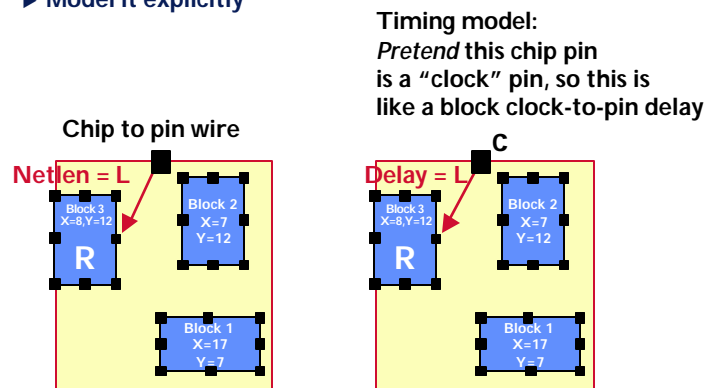 ▶ Model it explicitly
Timing model:
Pretend this chip pin
is a “clock” pin, so this is
like a block clock-to-pin delay
Chip to pin wire
Netlen = L
Block 3
X=8,Y=12
R
Block 2
X=7
Y=12
Block 1
X=17
Y=7
C
Delay = L
Block 3
X=8,Y=12
R
Block 2
X=7
Y=12
Block 1
X=17
Y=7